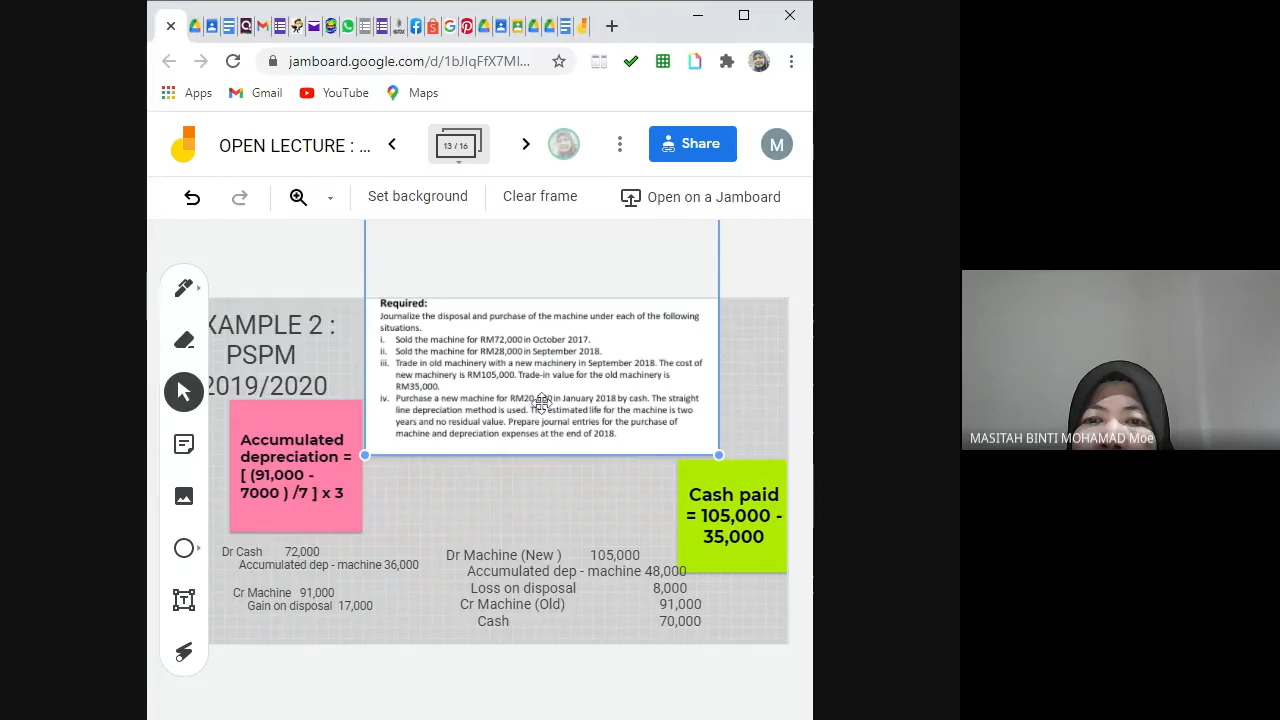 jamboard.google.com/d/1bJIqFfX7MI...
Apps
Gmail
YouTube
Maps
OPEN LECTURE : ...
13 / 16
Share
M
Set background
Clear frame
Open on a Jamboard
XAMPLE 2 :
PSPM
2019/2020
Required:
Journalize the disposal and purchase of the machine under each of the following
situations.
i. Sold the machine for RM72,000 in October 2017.
ii. Sold the machine for RM28,000 in September 2018.
iii. Trade in old machinery with a new machinery in September 2018. The cost of
new machinery is RM105,000. Trade-in value for the old machinery is
RM35,000.
iv. Purchase a new machine for in January 2018 by cash. The straight
line depreciation method is used. estimated life for the machine is two
years and no residual value. Prepare journal entries for the purchase of
machine and depreciation expenses at the end of 2018.
Accumulated
depreciation =
[ (91,000 -
7000 ) /7 ] x 3
Cash paid
= 105,000 -
35,000
Dr Cash 72,000
Accumulated dep - machine 36,000
Cr Machine 91,000
Gain on disposal 17,000
Dr Machine (New ) 105,000
Accumulated dep - machine 48,000
Loss on disposal 8,000
Cr Machine (Old) 91,000
Cash 70,000
MASITAH BINTI MOHAMAD Moe